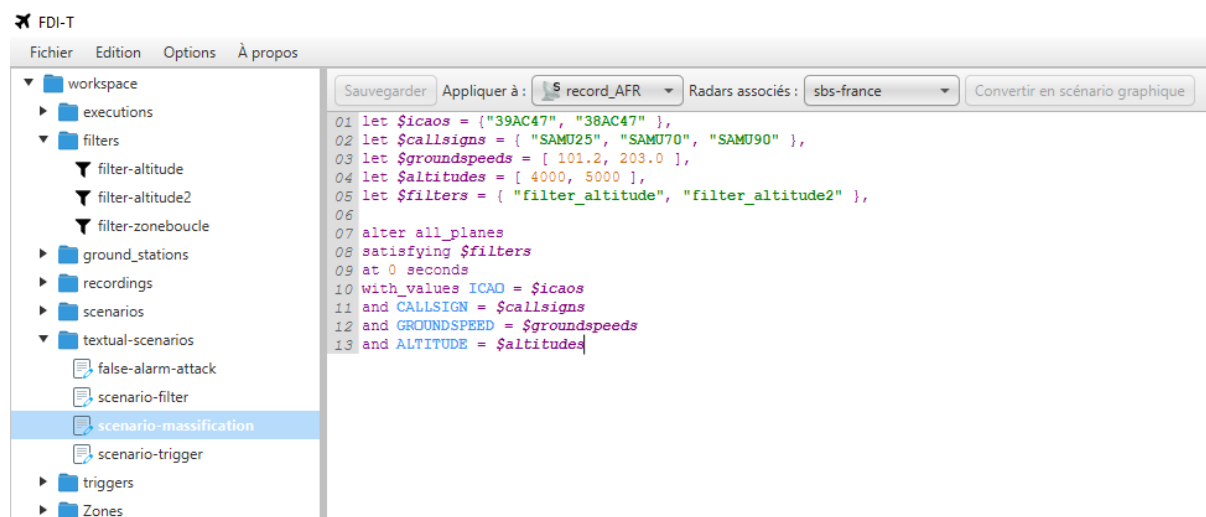 FDI-T
Fichier Edition Options À propos
workspace
executions
filters
filter-altitude
filter-altitude2
filter-zoneboucle
ground_stations
recordings
scenarios
textual-scenarios
false-alarm-attack
scenario-filter
scenario-massification
scenario-trigger
triggers
Zones
Sauvegarder Appliquer à : S record_AFR Radars associés : sbs-france Convertir en scénario graphique
01 let $icaos = {"39AC47", "38AC47" },
02 let $callsigns = { "SAMU25", "SAMU70", "SAMU90" },
03 let $groundspeeds = [ 101.2, 203.0 ],
04 let $altitudes = [ 4000, 5000 ],
05 let $filters = { "filter_altitude", "filter_altitude2" },
06
07 alter all_planes
08 satisfying $filters
09 at 0 seconds
10 with_values ICAO = $icaos
11 and CALLSIGN = $callsigns
12 and GROUNDSPEED = $groundspeeds
13 and ALTITUDE = $altitudes